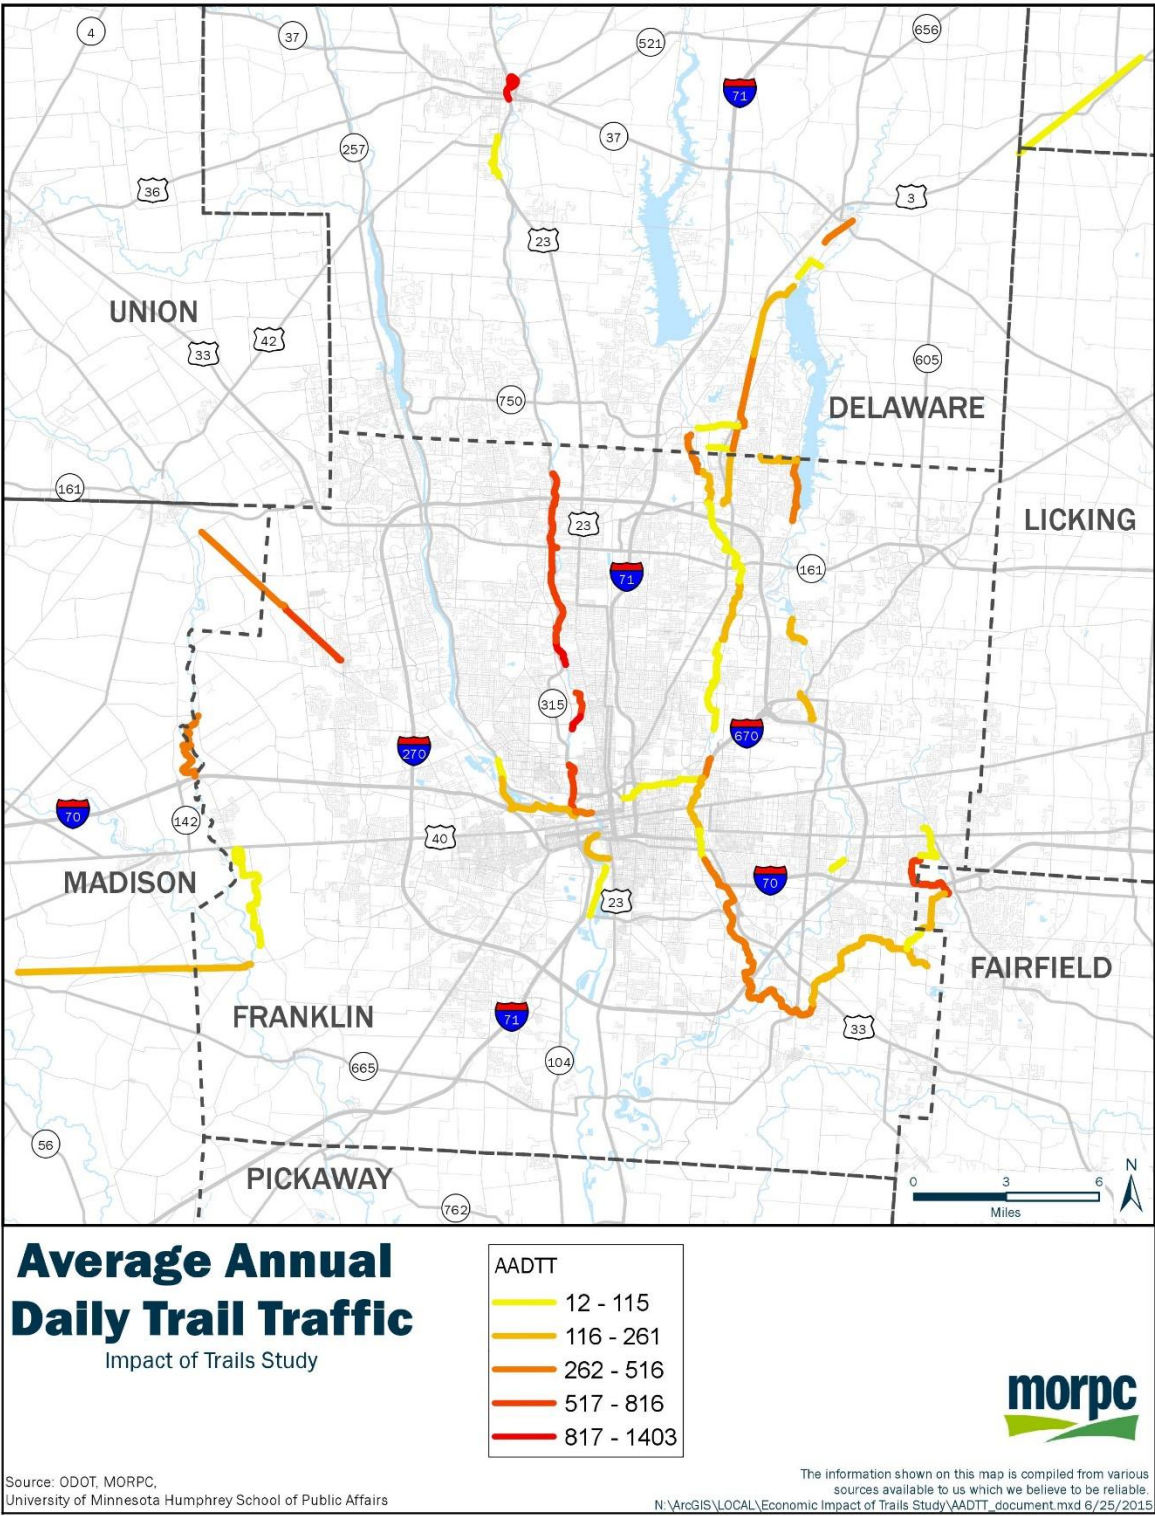 4
37
521
656
71
257
37
36
3
23
UNION
42
33
605
750
DELAWARE
161
LICKING
23
71
161
315
670
270
70
142
40
MADISON
70
23
FAIRFIELD
FRANKLIN
71
33
665
104
56
PICKAWAY
762
N
0 3 6
Miles
Average Annual
Daily Trail Traffic
Impact of Trails Study
AADTT
12 - 115
116 - 261
262 - 516
517 - 816
817 - 1403
morpc
Source: ODOT, MORPC,
University of Minnesota Humphrey School of Public Affairs
The information shown on this map is compiled from various
sources available to us which we believe to be reliable.
N:\ArcGIS\LOCAL\Economic Impact of Trails Study\AADTT_document.mxd 6/25/2015